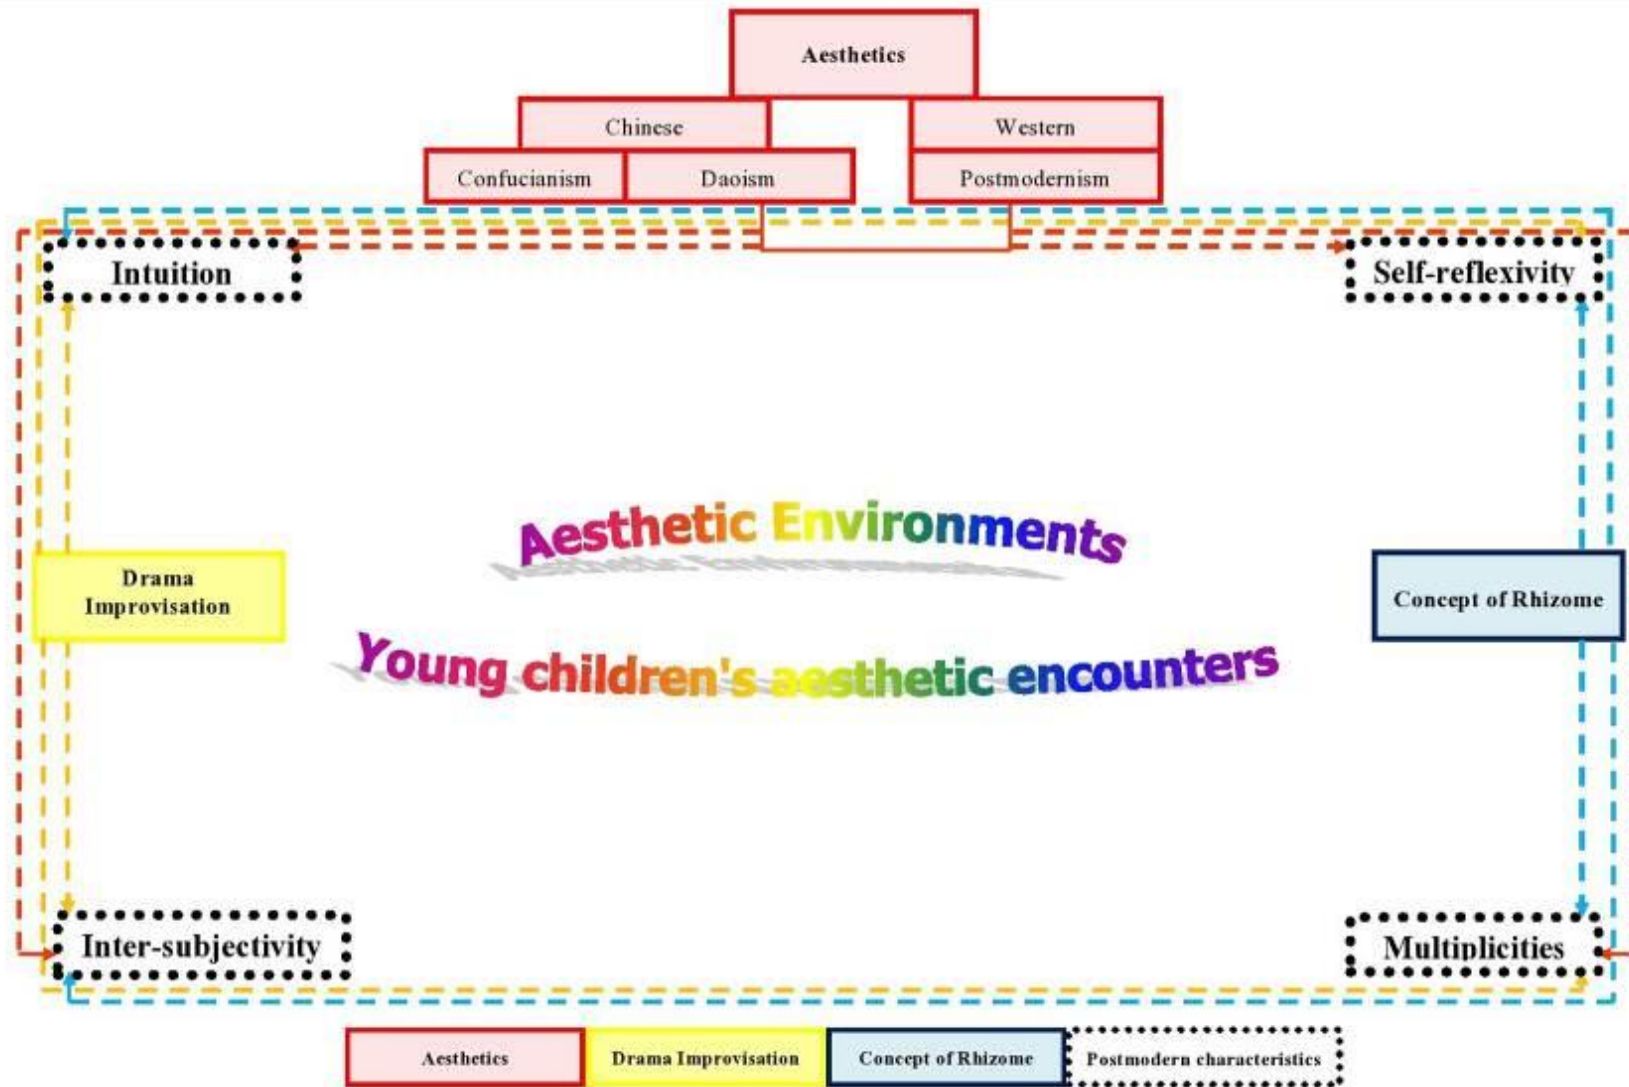 Aesthetics
Chinese
Western
Confucianism
Daoism
Postmodernism
Intuition
Self-reflexivity
Aesthetic Environments
Drama
Improvisation
Concept of Rhizome
Young children's aesthetic encounters
Inter-subjectivity
Multiplicities
Aesthetics
Drama Improvisation
Concept of Rhizome
Postmodern characteristics